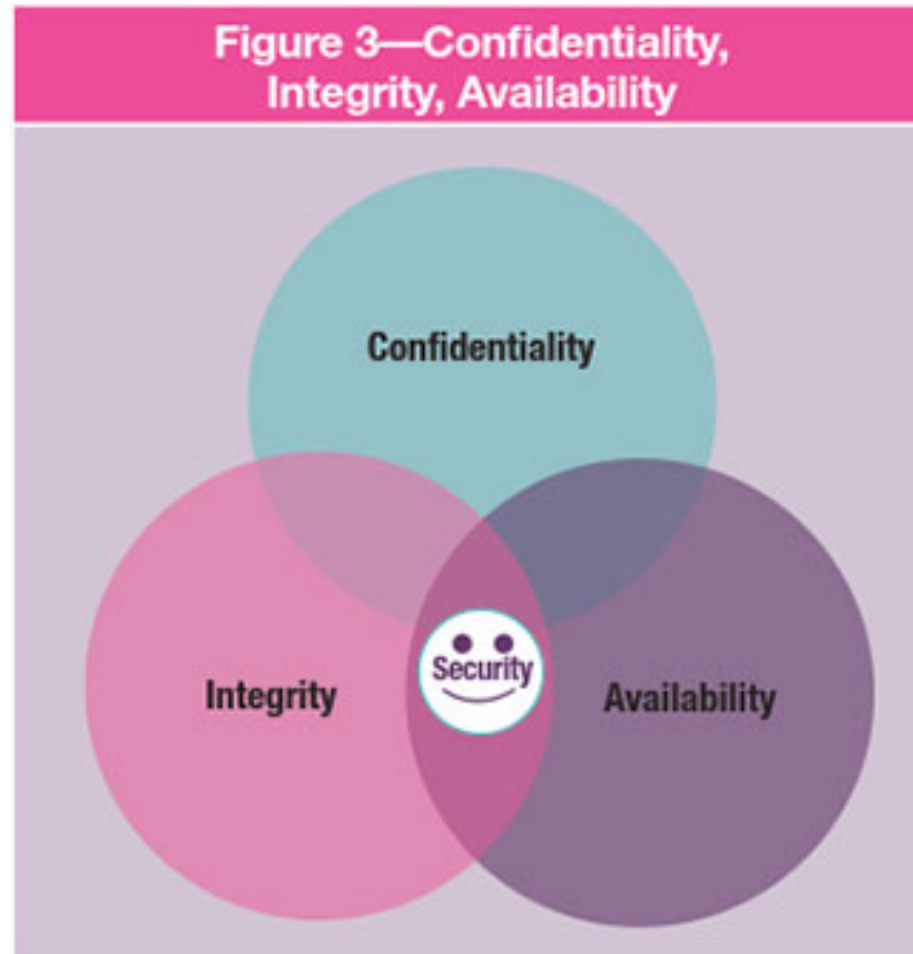 Figure 3—Confidentiality,
Integrity, Availability
Confidentiality
Security
Integrity
Availability